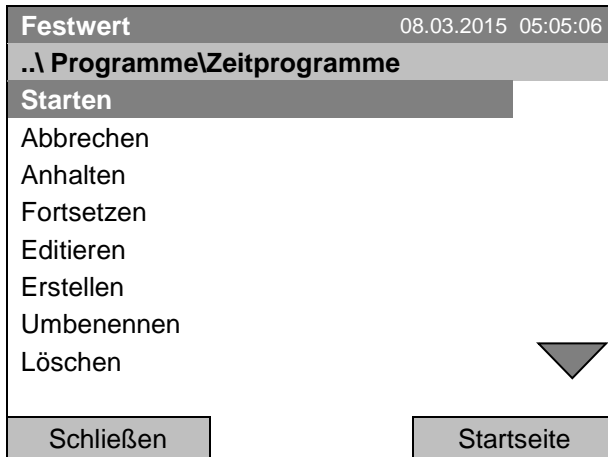 Festwert 08.03.2015 05:05:06
..\ Programme\Zeitprogramme
Starten
Abbrechen
Anhalten
Fortsetzen
Editieren
Erstellen
Umbenennen
Löschen
Schließen Startseite